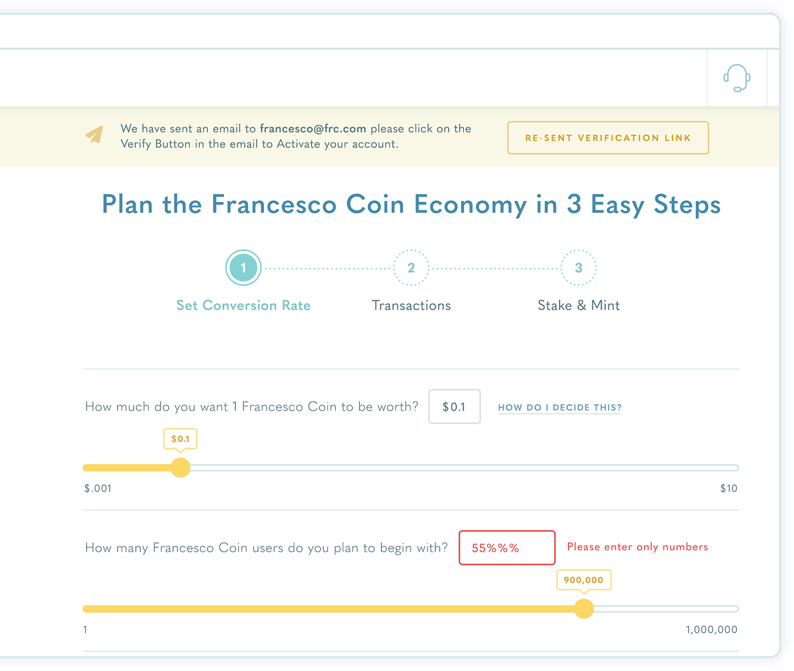 We have sent an email to francesco@frc.com please click on the
Verify Button in the email to Activate your account.
RE-SENT VERIFICATION LINK
Plan the Francesco Coin Economy in 3 Easy Steps
1
2
3
Set Conversion Rate
Transactions
Stake & Mint
How much do you want 1 Francesco Coin to be worth?
$0.1
HOW DO I DECIDE THIS?
$0.1
$.001
$10
How many Francesco Coin users do you plan to begin with?
55%%%
Please enter only numbers
900,000
1
1,000,000